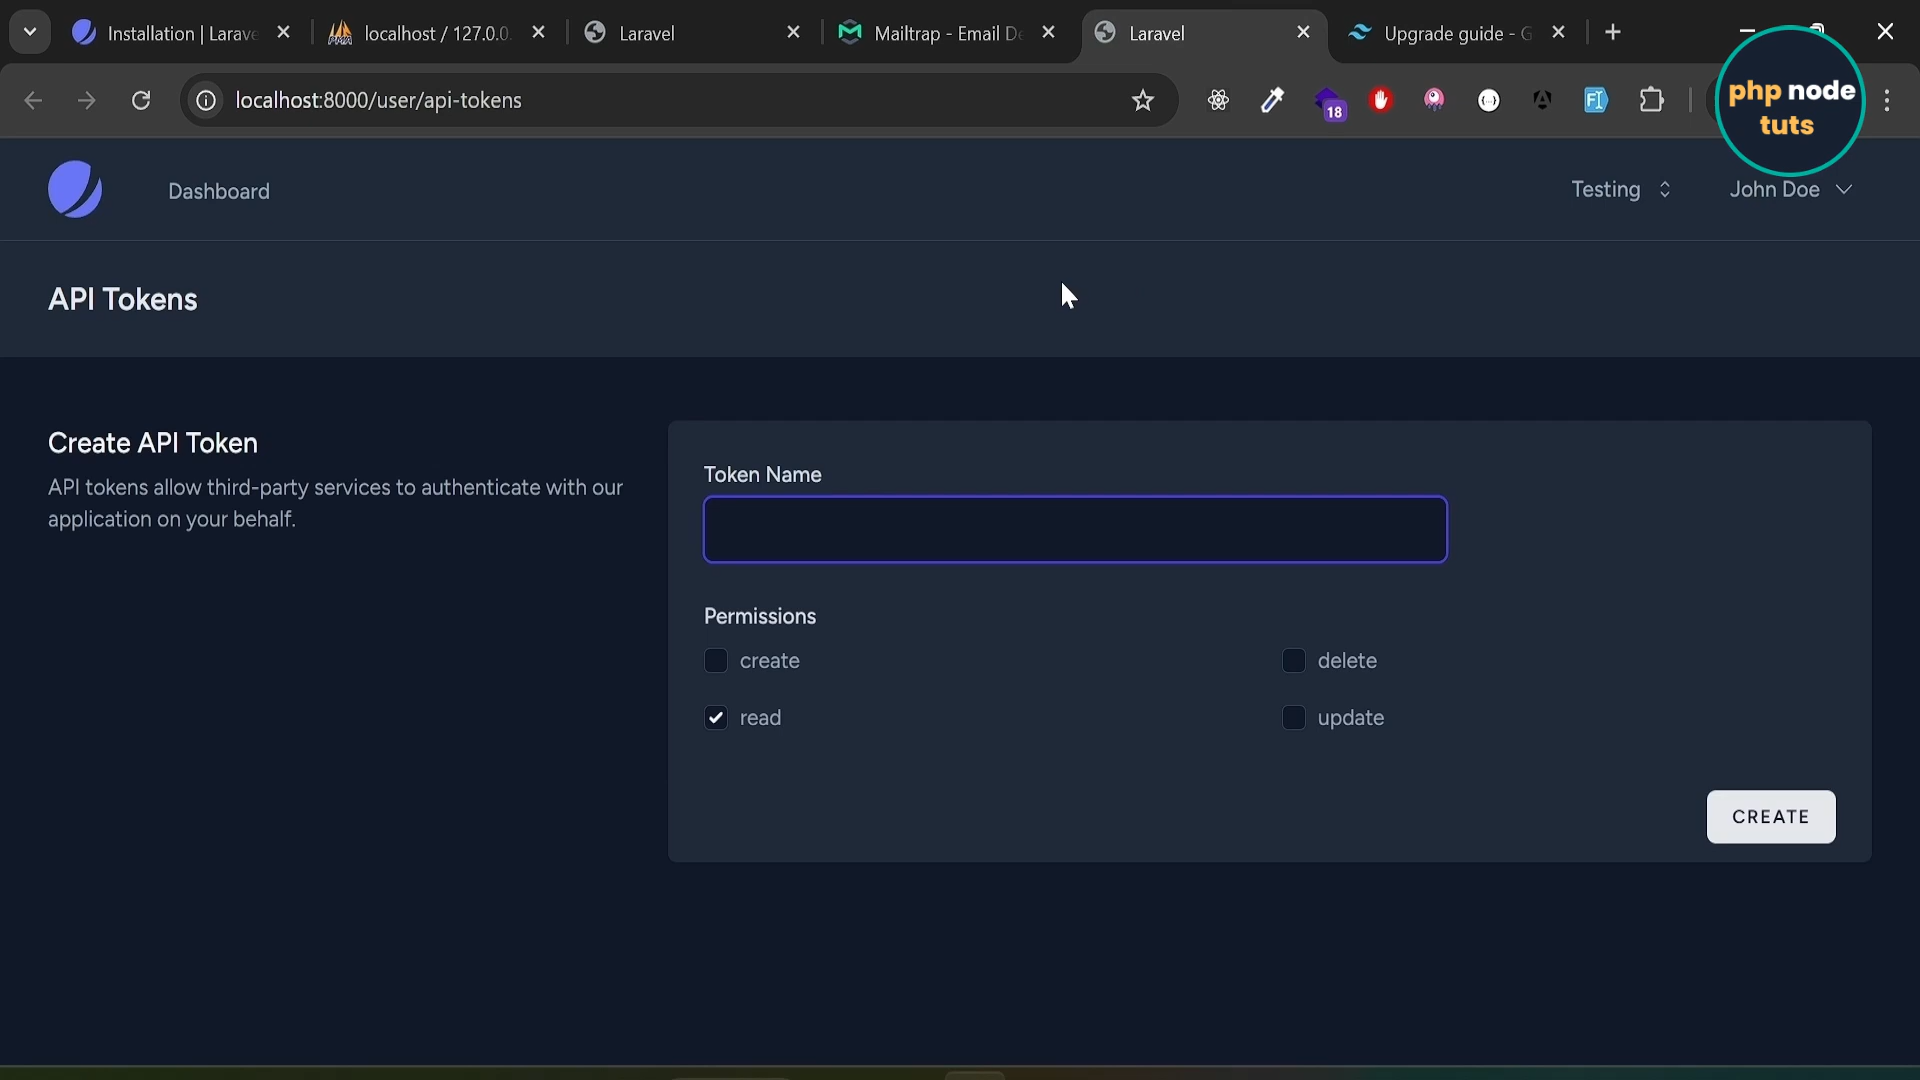 Installation | Larave
localhost / 127.0.0.
Laravel
Mailtrap - Email De
Laravel
Upgrade guide - G
localhost:8000/user/api-tokens
18
FI
php node
tuts
Dashboard
Testing
John Doe
API Tokens
Create API Token
API tokens allow third-party services to authenticate with our
application on your behalf.
Token Name
Permissions
create
delete
read
update
CREATE